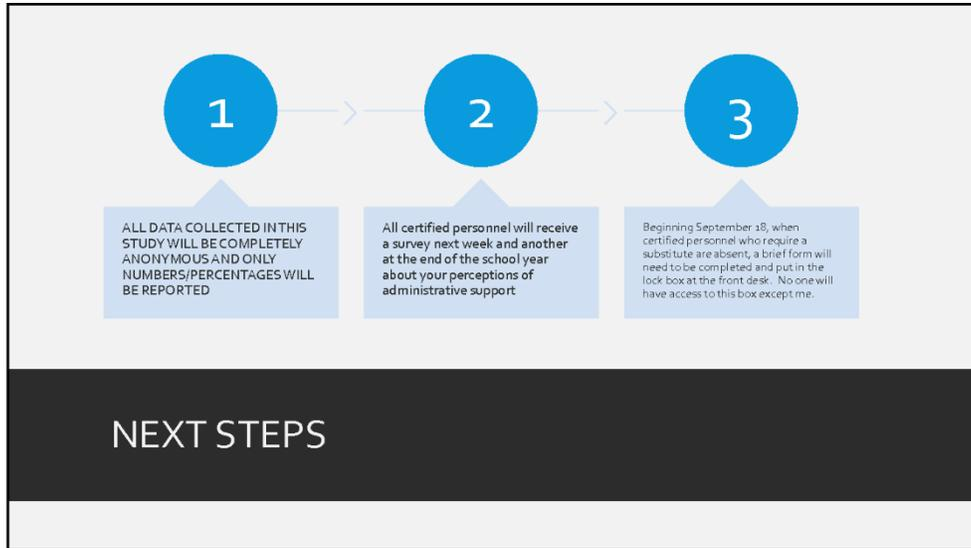 1
2
3
ALL DATA COLLECTED IN THIS
STUDY WILL BE COMPLETELY
ANONYMOUS AND ONLY
NUMBERS/PERCENTAGES WILL
BE REPORTED
All certified personnel will receive
a survey next week and another
at the end of the school year
about your perceptions of
administrative support
Beginning September 18, when
certified personnel who require a
substitute are absent, a brief form will
need to be completed and put in the
lock box at the front desk. No one will
have access to this box except me.
NEXT STEPS